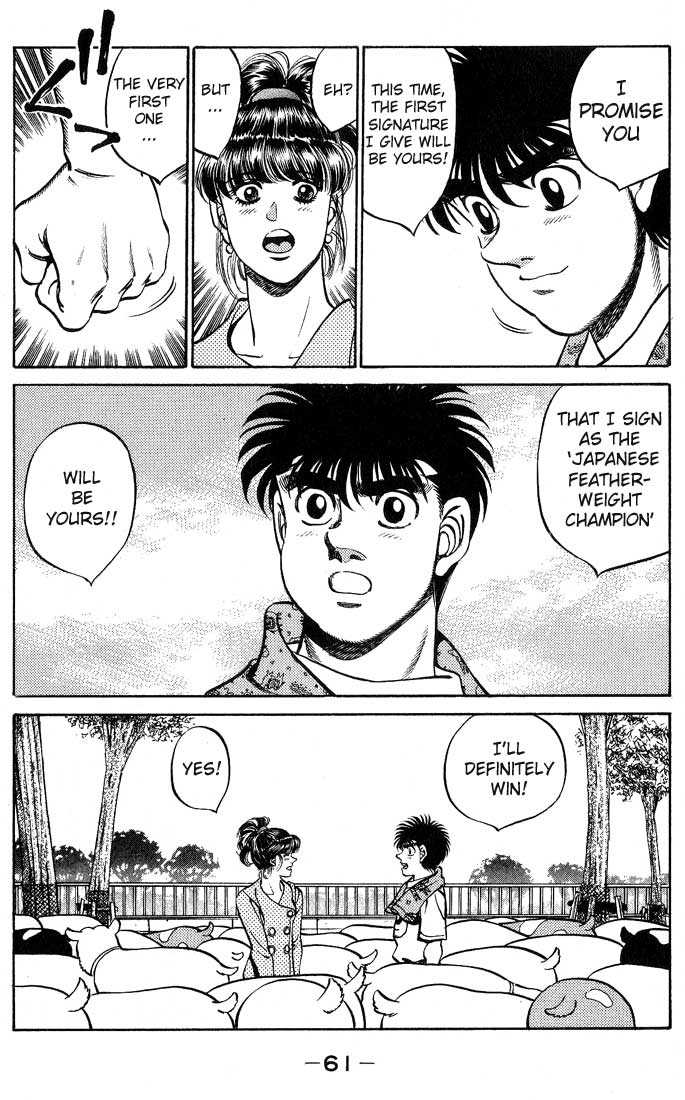 I
PROMISE
YOU
THIS TIME,
THE FIRST
SIGNATURE
I GIVE WILL
BE YOURS!
EH?
BUT
...
THE VERY
FIRST
ONE
...
THAT I SIGN
AS THE
'JAPANESE
FEATHER-
WEIGHT
CHAMPION'
WILL
BE
YOURS!!
I'LL
DEFINITELY
WIN!
YES!
—61—